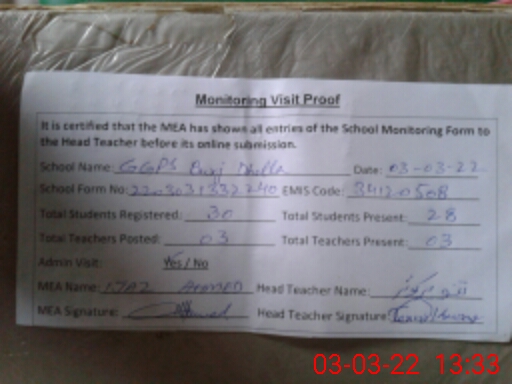 Monitoring Visit Proof
It is certified that the MEA has shown all entries of the School Monitoring Form to
the Head Teacher before its online submission.
School Name: GGPS Burj Date: 03-03-22
School Form No: EMIS Code: 34120508
Total Students Registered: 30 Total Students Present: 28
Total Teachers Posted: 03 Total Teachers Present: 03
Admin Visit: Yes / No
MEA Name: IJAZ AHMED Head Teacher Name:
MEA Signature: Head Teacher Signature:
03-03-22 13:33